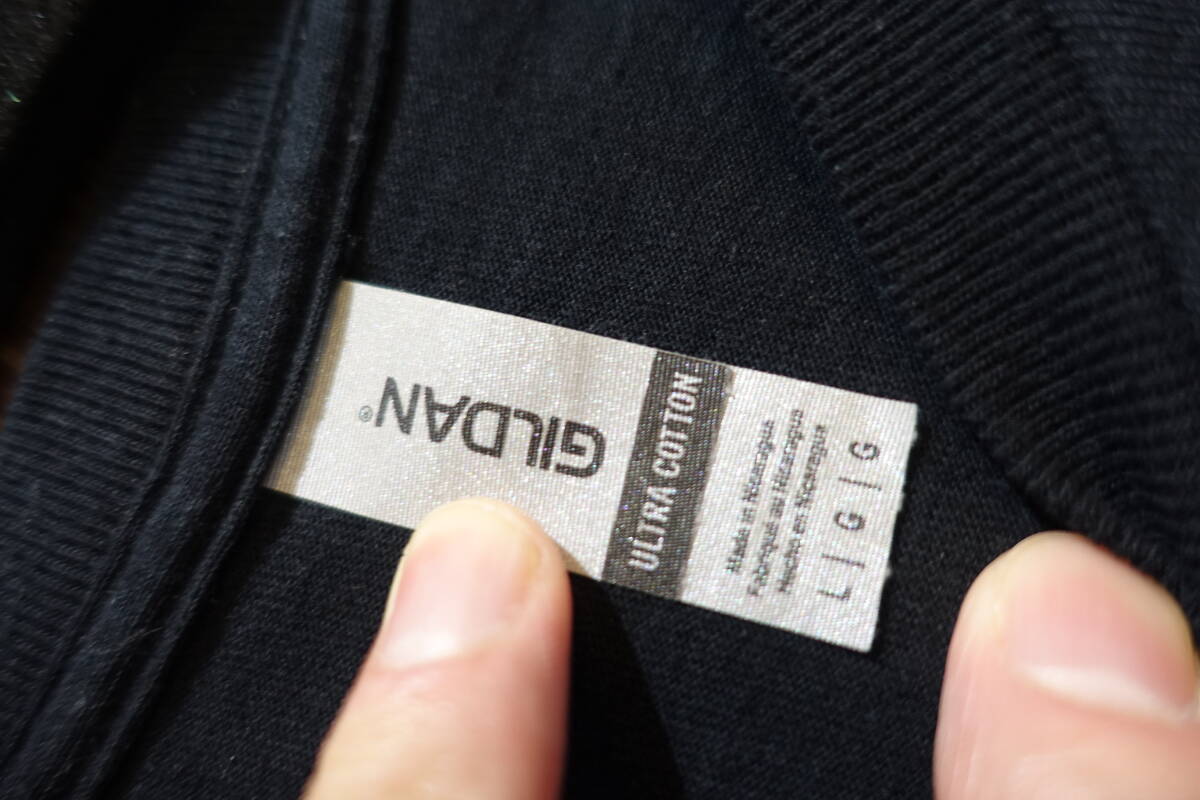 GILDAN®
ULTRA COTTON
Made in Nicaragua
Fabriqué au Nicaragua
Hecho en Nicaragua
L | G | G